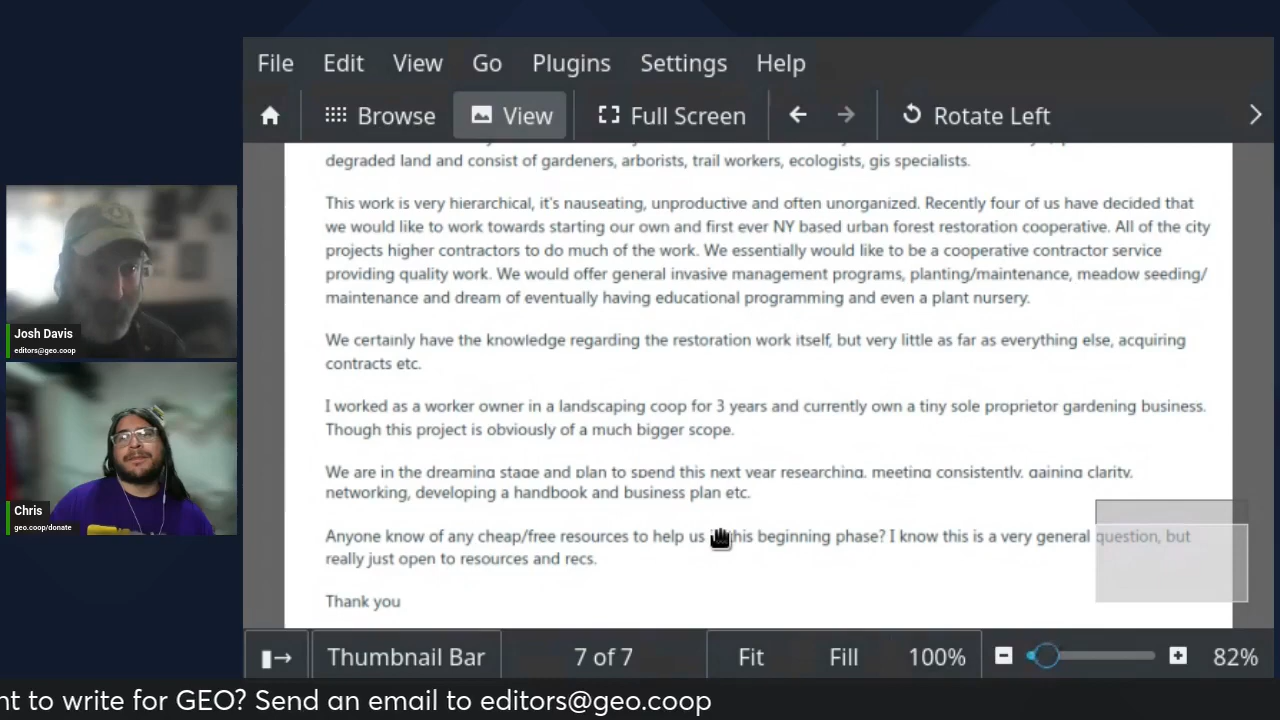 File Edit View Go Plugins Settings Help
Browse View Full Screen Rotate Left
degraded land and consist of gardeners, arborists, trail workers, ecologists, gis specialists.
This work is very hierarchical, it's nauseating, unproductive and often unorganized. Recently four of us have decided that
we would like to work towards starting our own and first ever NY based urban forest restoration cooperative. All of the city
projects higher contractors to do much of the work. We essentially would like to be a cooperative contractor service
providing quality work. We would offer general invasive management programs, planting/maintenance, meadow seeding/
maintenance and dream of eventually having educational programming and even a plant nursery.
We certainly have the knowledge regarding the restoration work itself, but very little as far as everything else, acquiring
contracts etc.
I worked as a worker owner in a landscaping coop for 3 years and currently own a tiny sole proprietor gardening business.
Though this project is obviously of a much bigger scope.
We are in the dreaming stage and plan to spend this next year researching, meeting consistently, gaining clarity,
networking, developing a handbook and business plan etc.
Anyone know of any cheap/free resources to help us this beginning phase? I know this is a very general question, but
really just open to resources and recs.
Thank you
Thumbnail Bar 7 of 7 Fit Fill 100% 82%
Josh Davis
editors@geo.coop
Chris
geo.coop/donate
nt to write for GEO? Send an email to editors@geo.coop